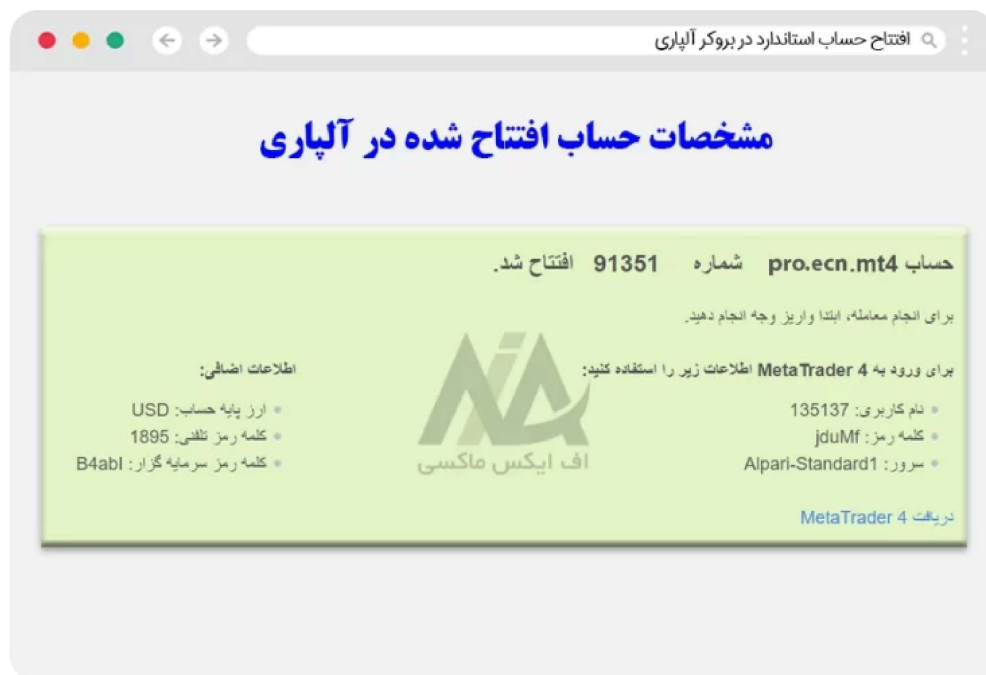 افتتاح حساب استاندارد در بروکر آلپاری
مشخصات حساب افتتاح شده در آلپاری
حساب pro.ecn.mt4 شماره 91351 افتتاح شد.
برای انجام معامله، ابتدا واریز وجه انجام دهید.
برای ورود به MetaTrader 4 اطلاعات زیر را استفاده کنید:
نام کاربری: 135137
کلمه رمز: jduMf
سرور: Alpari-Standard1
دریافت MetaTrader 4
اطلاعات اضافی:
ارز پایه حساب: USD
کلمه رمز تلفنی: 1895
کلمه رمز سرمایه گزار: B4abl
اف ایکس ماکسی